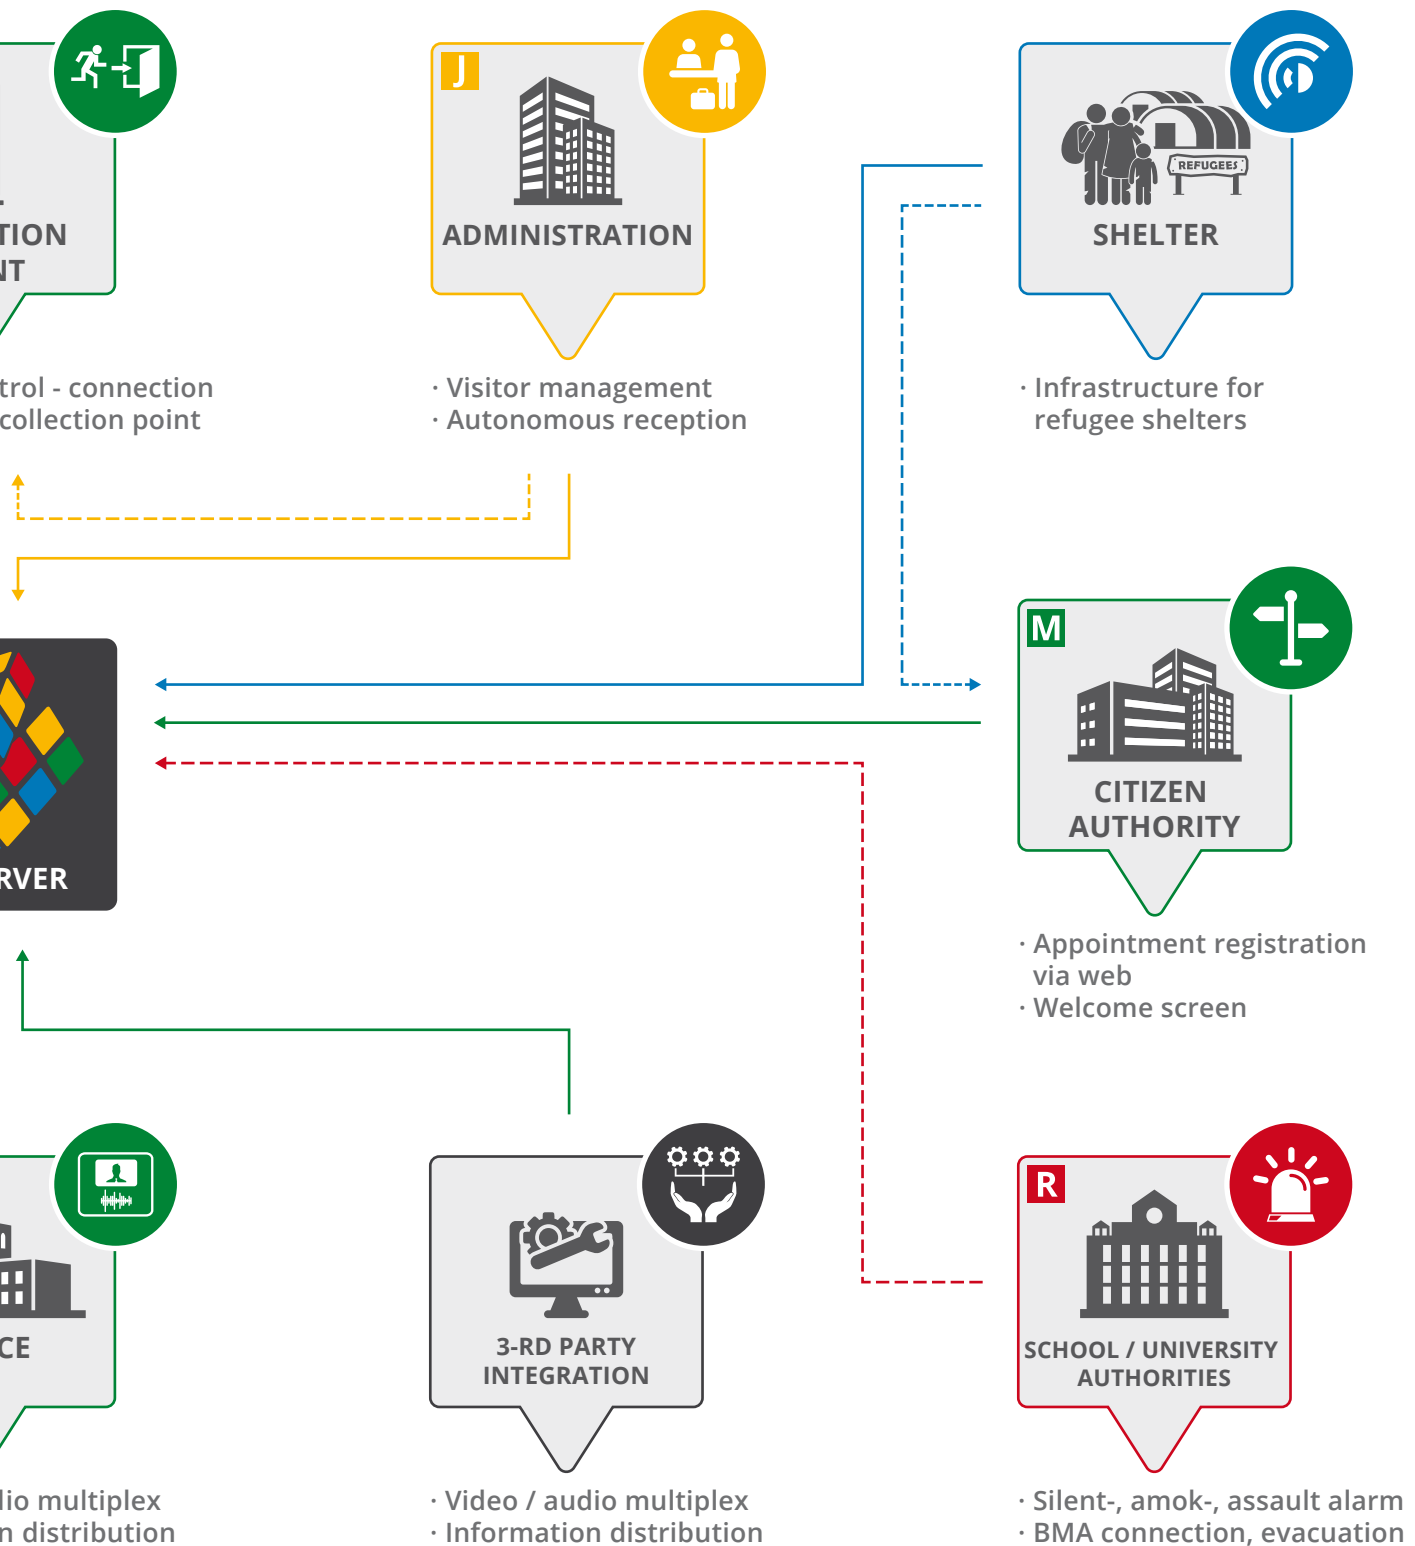 TION
NT
trol - connection
collection point
J
ADMINISTRATION
· Visitor management
· Autonomous reception
REFUGEES
SHELTER
· Infrastructure for
refugee shelters
RVER
M
CITIZEN
AUTHORITY
· Appointment registration
via web
· Welcome screen
CE
dio multiplex
n distribution
3-RD PARTY
INTEGRATION
· Video / audio multiplex
· Information distribution
R
SCHOOL / UNIVERSITY
AUTHORITIES
· Silent-, amok-, assault alarm
· BMA connection, evacuation